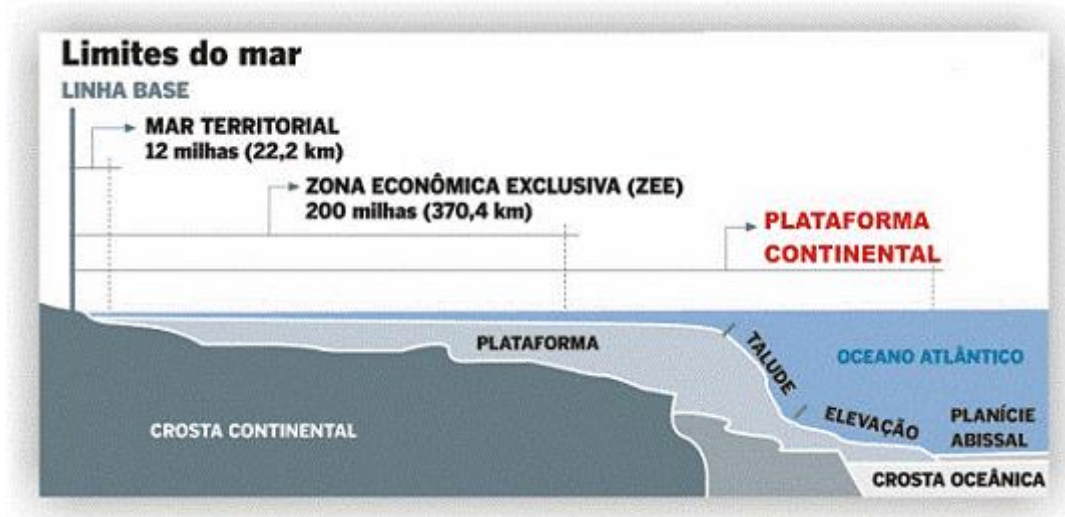 Limites do mar
LINHA BASE
MAR TERRITORIAL
12 milhas (22,2 km)
ZONA ECONÔMICA EXCLUSIVA (ZEE)
200 milhas (370,4 km)
PLATAFORMA
CONTINENTAL
PLATAFORMA
TALUDE
OCEANO ATLÂNTICO
ELEVAÇÃO
PLANÍCIE
ABISSAL
CROSTA CONTINENTAL
CROSTA OCEÂNICA